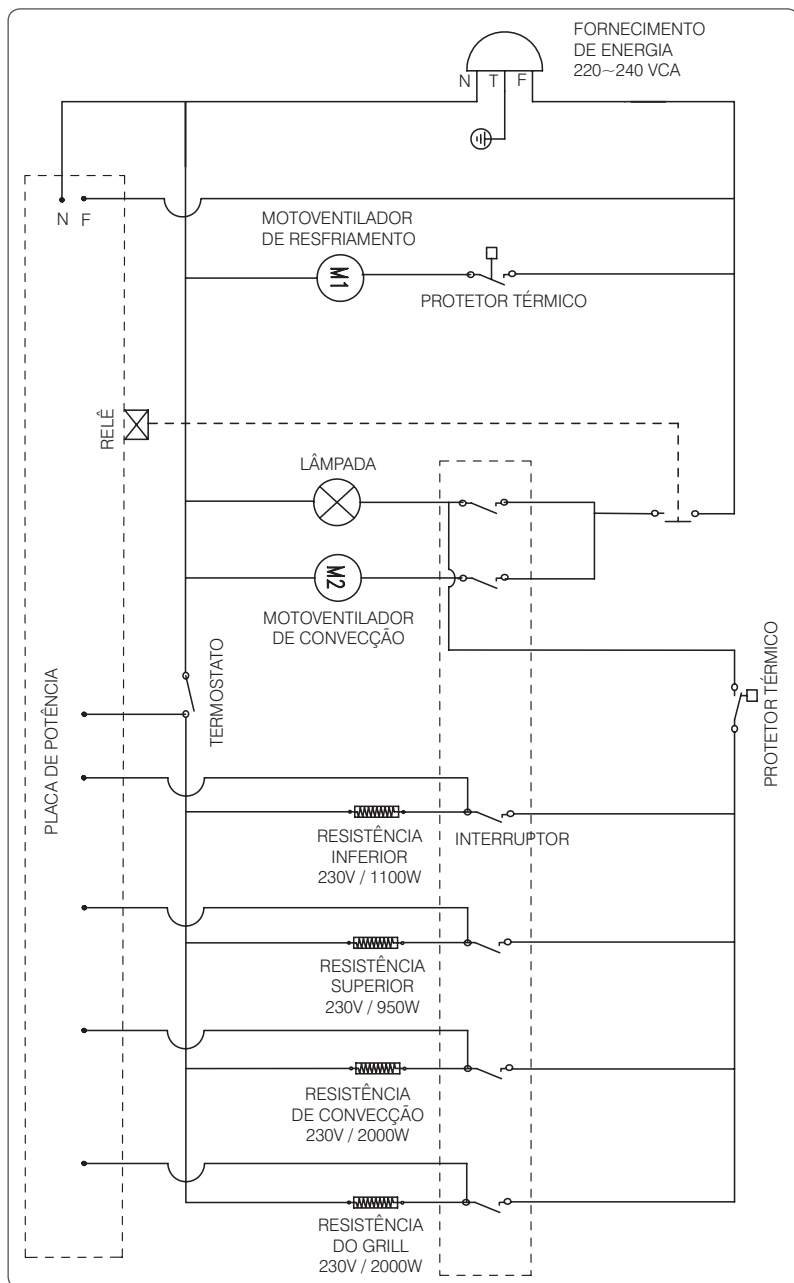 FORNECIMENTO
DE ENERGIA
220~240 VCA
N T F
N F
MOTOVENTILADOR
DE RESFRIAMENTO
M1
PROTETOR TÉRMICO
RELÊ
LÂMPADA
M2
MOTOVENTILADOR
DE CONVECÇÃO
TERMOSTATO
PROTETOR TÉRMICO
PLACA DE POTÊNCIA
RESISTÊNCIA
INFERIOR
230V / 1100W
INTERRUPTOR
RESISTÊNCIA
SUPERIOR
230V / 950W
RESISTÊNCIA
DE CONVECÇÃO
230V / 2000W
RESISTÊNCIA
DO GRILL
230V / 2000W